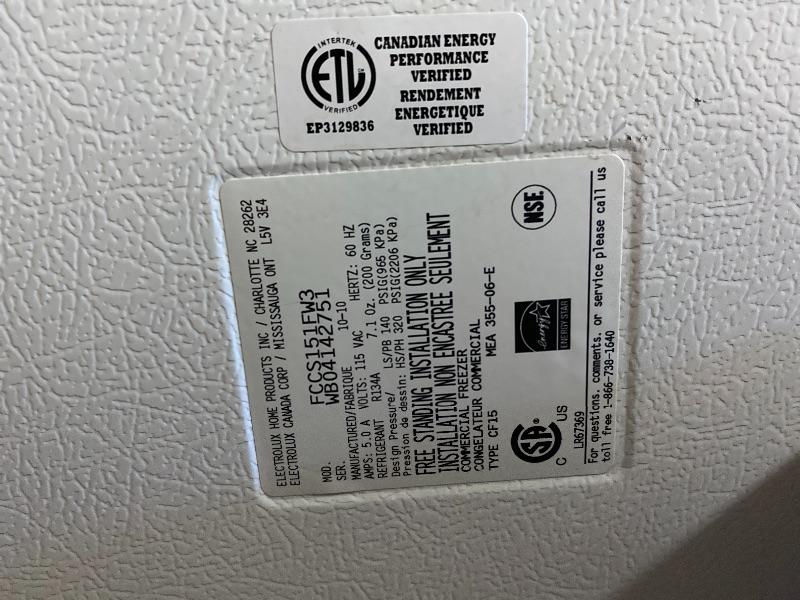 INTERTEK
ETL
VERIFIED
EP3129836
CANADIAN ENERGY
PERFORMANCE
VERIFIED
RENDEMENT
ENERGETIQUE
VERIFIED
ELECTROLUX HOME PRODUCTS INC / CHARLOTTE NC 28262
ELECTROLUX CANADA CORP / MISSISSAUGA ONT L5V 3E4
MOD. FCCS151FW3
SER. WB04142751
MANUFACTURED/FABRIQUE 10-10
AMPS: 5.0 A VOLTS: 115 VAC HERTZ: 60 HZ
REFRIGERANT R134A 7.1 Oz. (200 Grams)
Design Pressure/ LS/PB 140 PSIG(965 KPa)
Pression de dessin: HS/PH 320 PSIG(2206 KPa)
FREE STANDING INSTALLATION ONLY
INSTALLATION NON ENCASTREE SEULEMENT
COMMERCIAL FREEZER
CONGELATEUR COMMERCIAL
TYPE CF15 MEA 355-06-E
NSF
energy
ENERGY STAR
SA
C US
LR67369
For questions, comments, or service please call us
toll free 1-866-738-1640